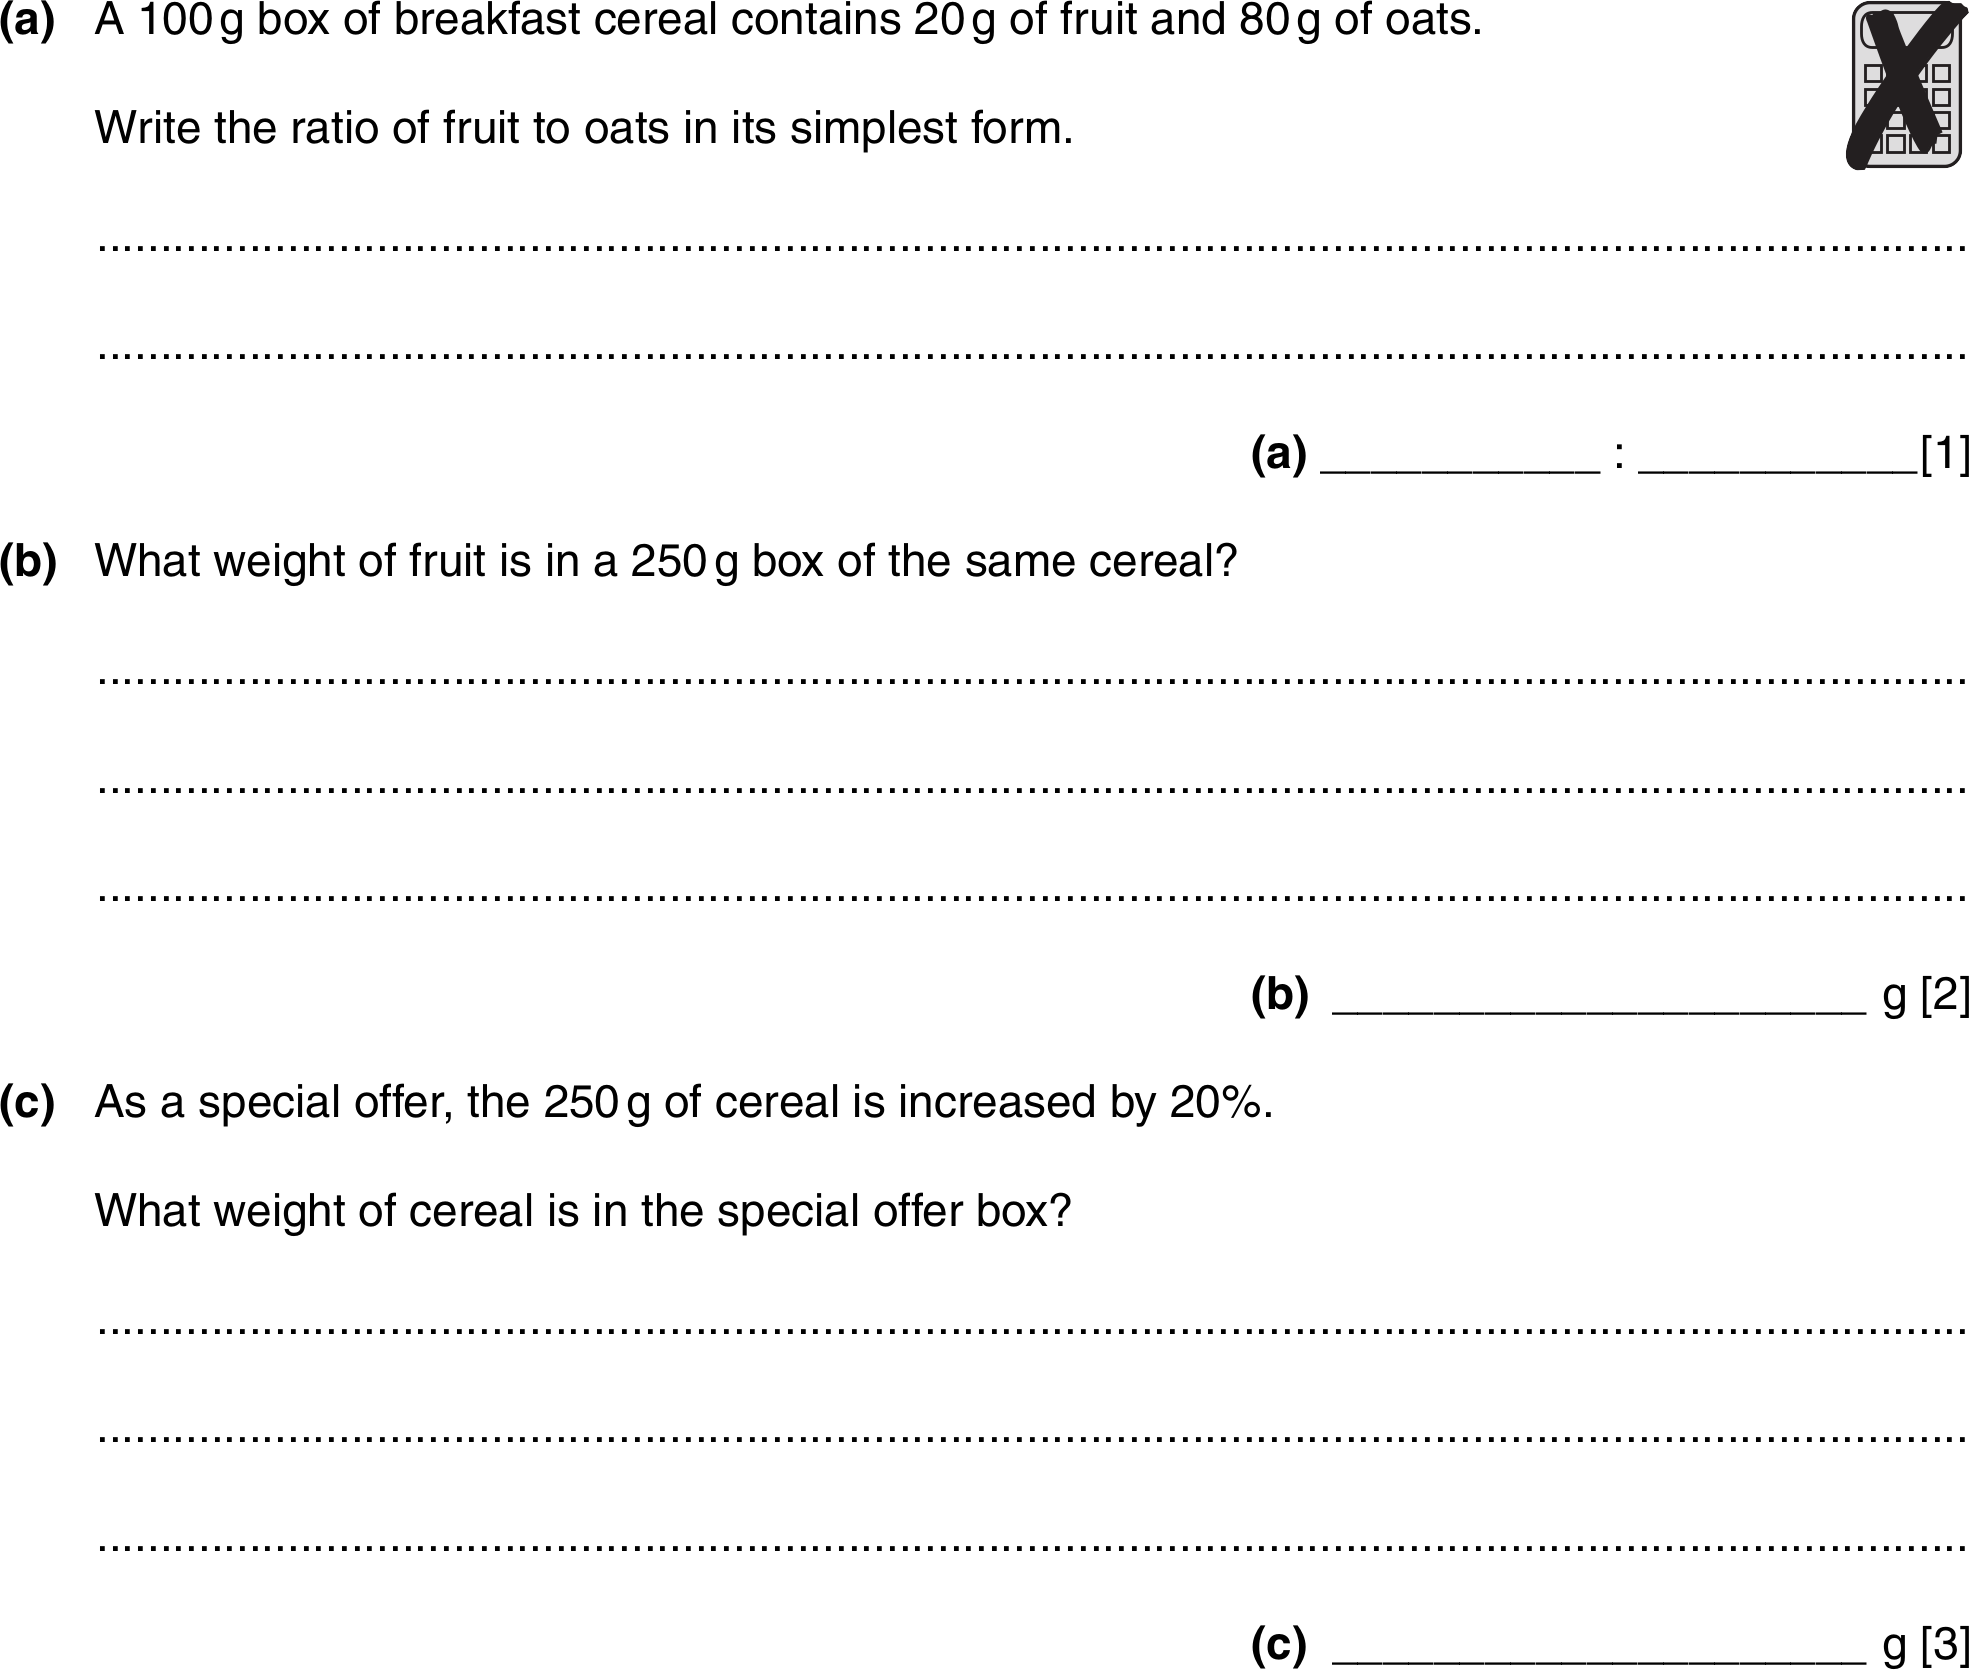 (a) A 100 g box of breakfast cereal contains 20 g of fruit and 80 g of oats.
Write the ratio of fruit to oats in its simplest form.
(a) ____________ : ____________[1]
(b) What weight of fruit is in a 250 g box of the same cereal?
(b) ______________________ g [2]
(c) As a special offer, the 250 g of cereal is increased by 20%.
What weight of cereal is in the special offer box?
(c) ______________________ g [3]